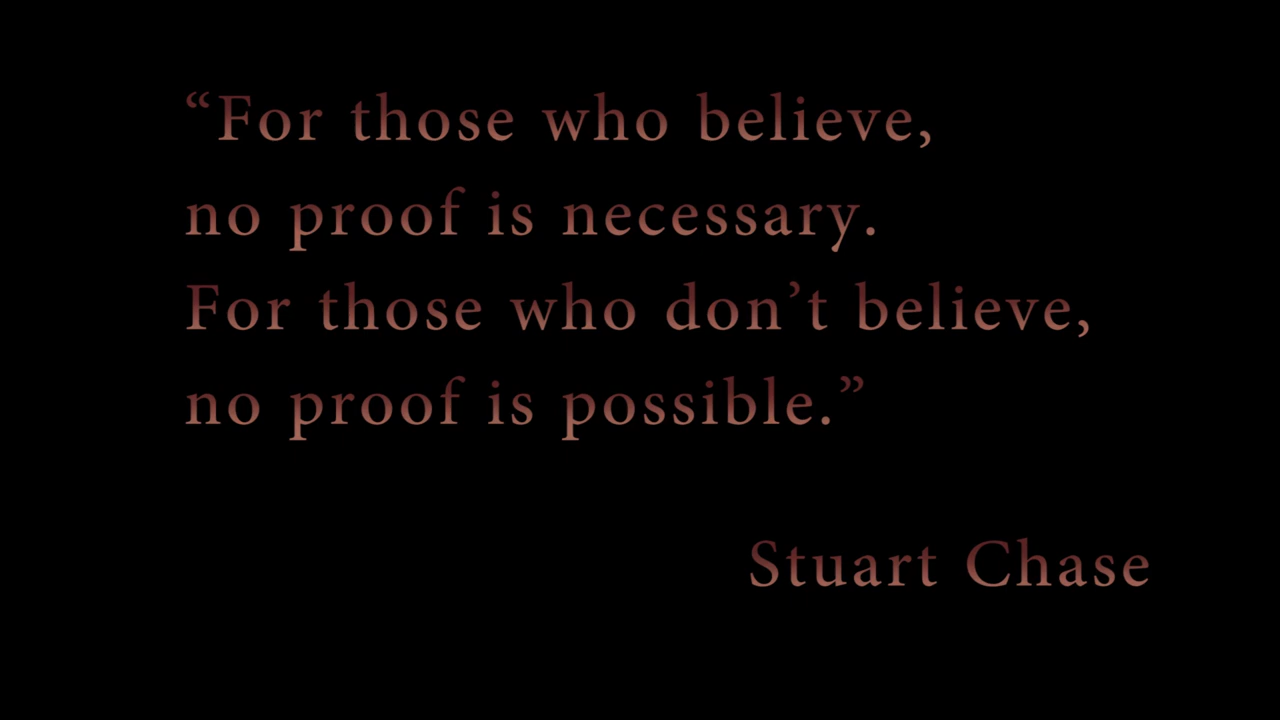 “For those who believe,
no proof is necessary.
For those who don’t believe,
no proof is possible.”
Stuart Chase